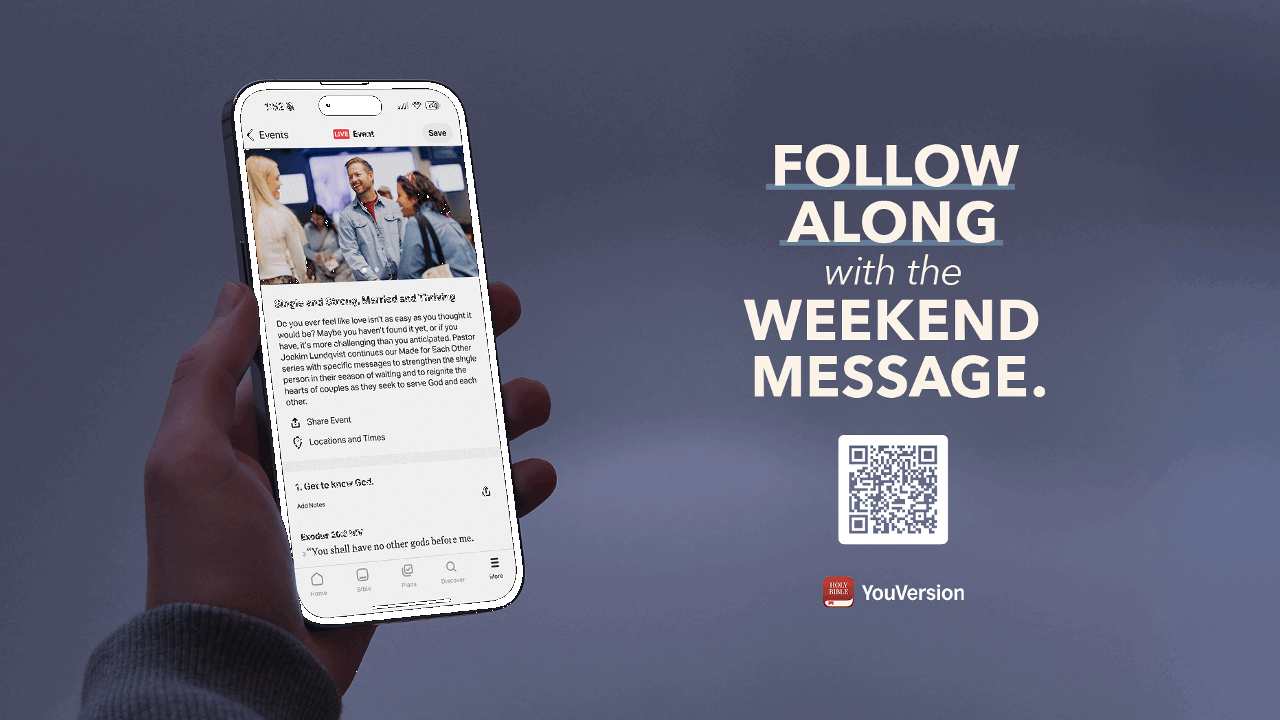 Events
LIVE Event
Save
Single and Strong, Married and Thriving
Do you ever feel like love isn't as easy as you thought it
would be? Maybe you haven't found it yet, or if you
have, it's more challenging than you anticipated. Pastor
Joakim Lundqvist continues our Made for Each Other
series with specific messages to strengthen the single
person in their season of waiting and to reignite the
hearts of couples as they seek to serve God and each
other.
Share Event
Locations and Times
1. Get to know God.
Add Notes
"You shall have no other gods before me.
Home
Bible
Plans
Discover
More
FOLLOW
ALONG
with the
WEEKEND
MESSAGE.
HOLY
BIBLE
YouVersion